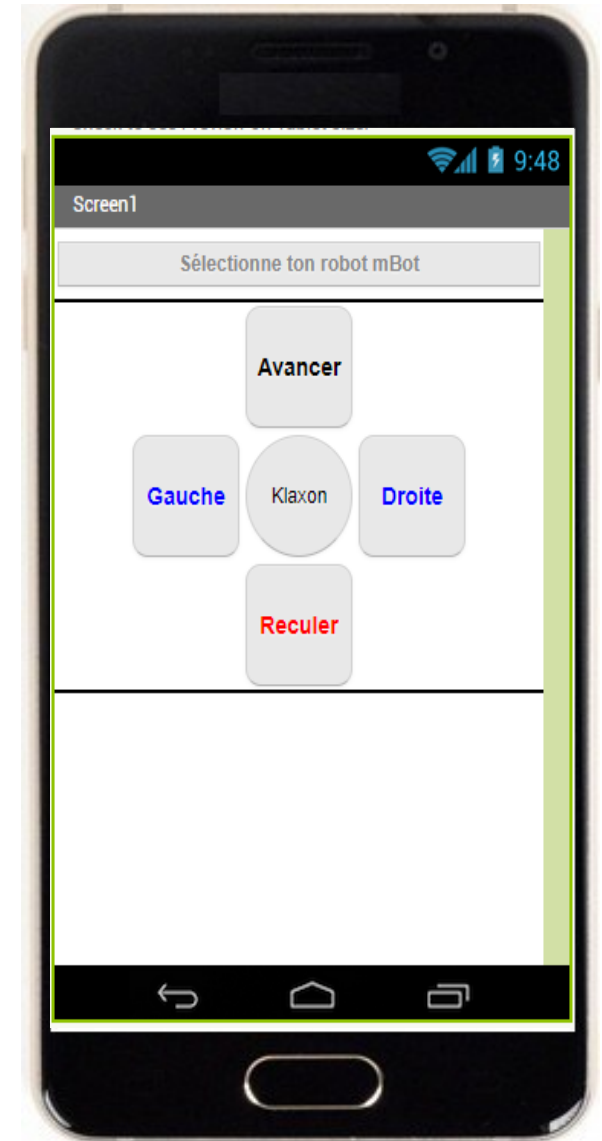 9:48
Screen1
Sélectionne ton robot mBot
Avancer
Gauche Klaxon Droite
Reculer